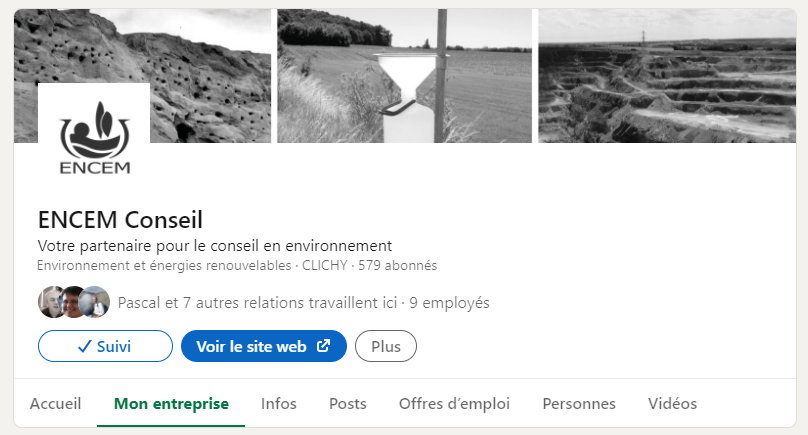 ENCEM
ENCEM Conseil
Votre partenaire pour le conseil en environnement
Environnement et énergies renouvelables · CLICHY · 579 abonnés
Pascal et 7 autres relations travaillent ici · 9 employés
Suivi
Voir le site web
Plus
Accueil
Mon entreprise
Infos
Posts
Offres d’emploi
Personnes
Vidéos